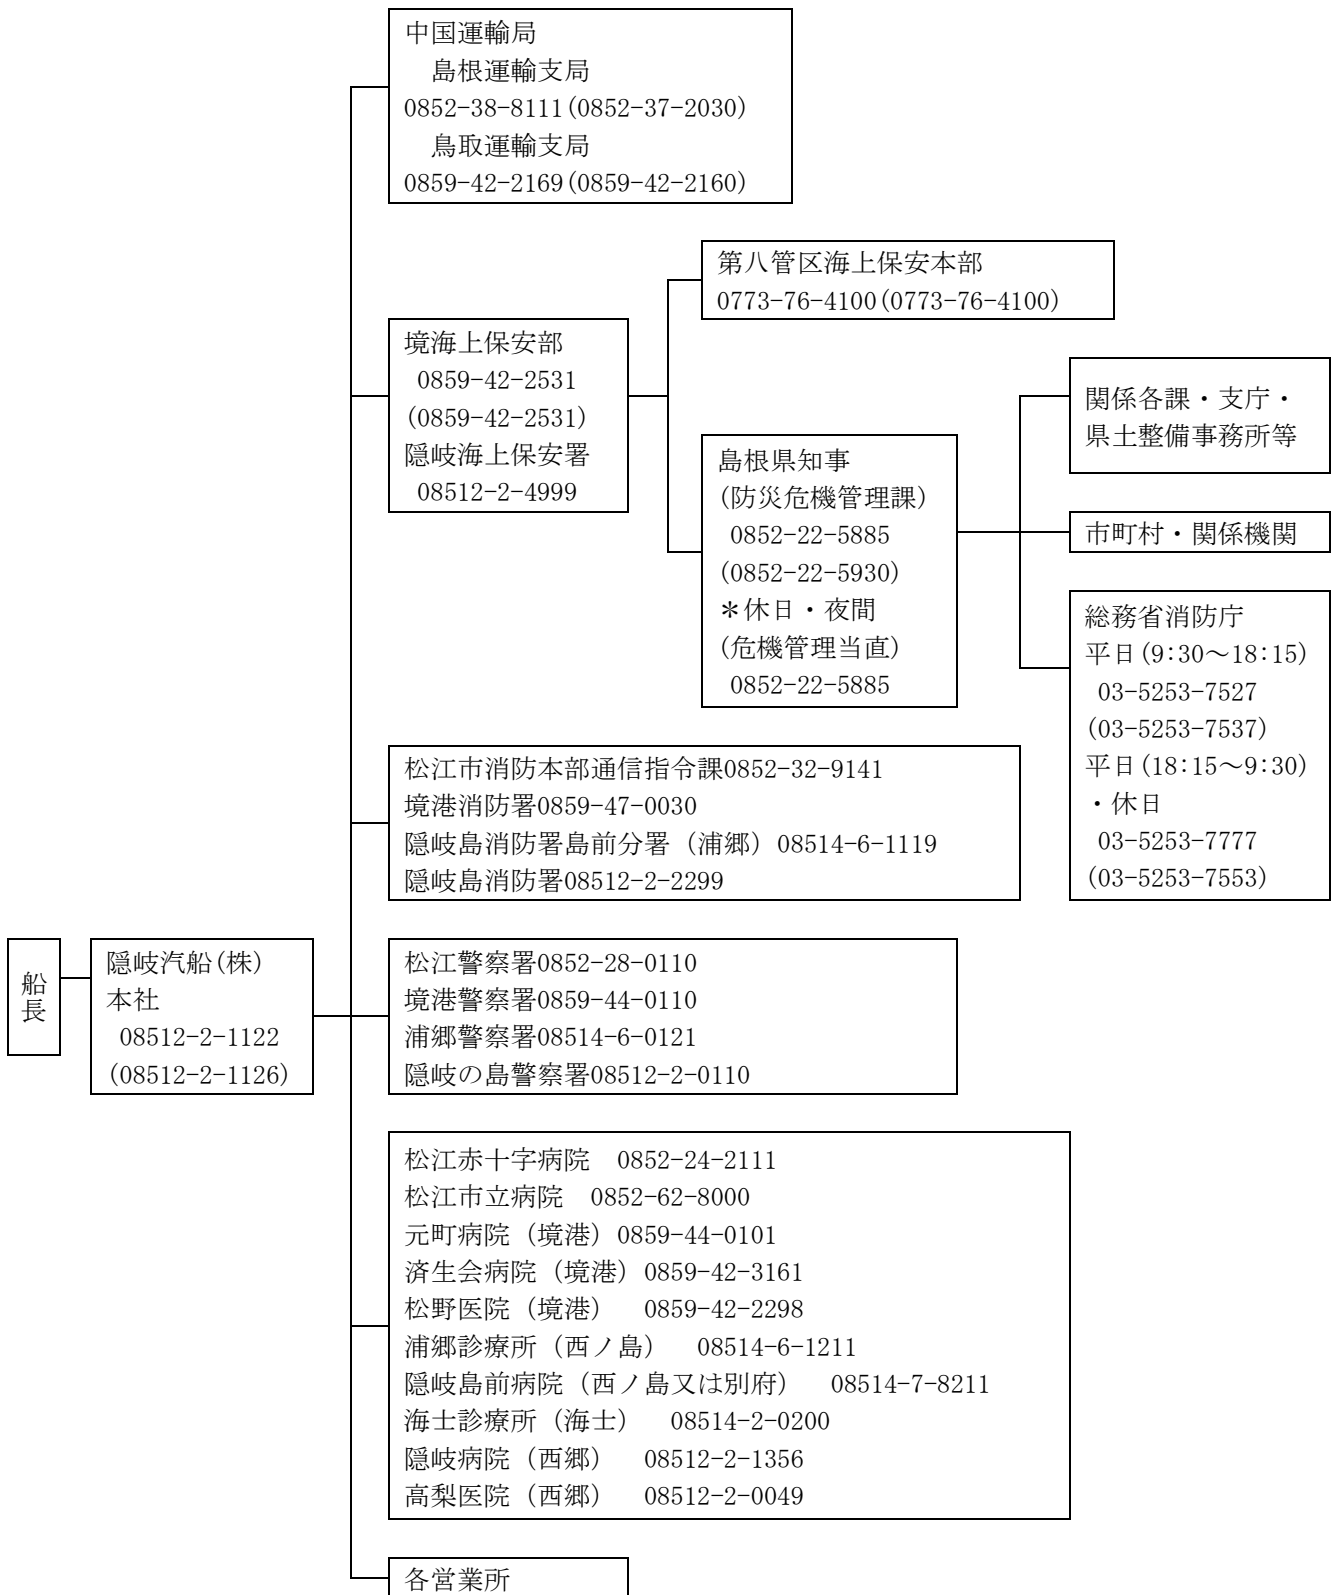 中国運輸局
島根運輸支局
0852-38-8111(0852-37-2030)
鳥取運輸支局
0859-42-2169(0859-42-2160)
第八管区海上保安本部
0773-76-4100(0773-76-4100)
境海上保安部
0859-42-2531
(0859-42-2531)
隠岐海上保安署
08512-2-4999
関係各課・支庁・
県土整備事務所等
島根県知事
(防災危機管理課)
0852-22-5885
(0852-22-5930)
*休日・夜間
(危機管理当直)
0852-22-5885
市町村・関係機関
総務省消防庁
平日(9:30～18:15)
03-5253-7527
(03-5253-7537)
平日(18:15～9:30)
・休日
03-5253-7777
(03-5253-7553)
松江市消防本部通信指令課0852-32-9141
境港消防署0859-47-0030
隠岐島消防署島前分署（浦郷）08514-6-1119
隠岐島消防署08512-2-2299
船長
隠岐汽船(株)
本社
08512-2-1122
(08512-2-1126)
松江警察署0852-28-0110
境港警察署0859-44-0110
浦郷警察署08514-6-0121
隠岐の島警察署08512-2-0110
松江赤十字病院　0852-24-2111
松江市立病院　0852-62-8000
元町病院（境港）0859-44-0101
済生会病院（境港）0859-42-3161
松野医院（境港）　0859-42-2298
浦郷診療所（西ノ島）　08514-6-1211
隠岐島前病院（西ノ島又は別府）　08514-7-8211
海士診療所（海士）　08514-2-0200
隠岐病院（西郷）　08512-2-1356
高梨医院（西郷）　08512-2-0049
各営業所